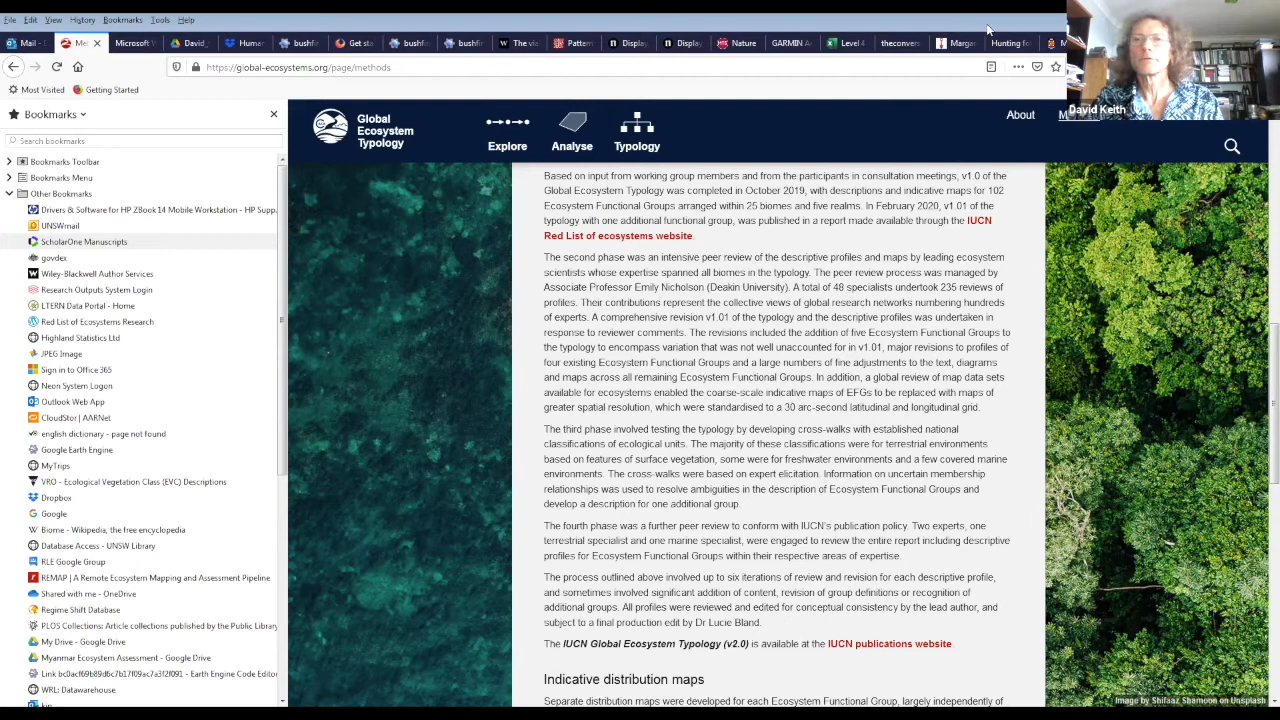 File Edit View History Bookmarks Tools Help
Mail - Me Microsoft David_ Human bushfir Get sta bushfir bushfir The via Pattern Display Display Nature GARMIN Level 4 theconvers Margar Hunting fo
https://global-ecosystems.org/page/methods
Most Visited Getting Started
David Keith
Bookmarks
Search bookmarks
Bookmarks Toolbar
Bookmarks Menu
Other Bookmarks
Drivers & Software for HP ZBook 14 Mobile Workstation - HP Supp
UNSWmail
ScholarOne Manuscripts
govdex
Wiley-Blackwell Author Services
Research Outputs System Login
LTERN Data Portal - Home
Red List of Ecosystems Research
Highland Statistics Ltd
JPEG Image
Sign in to Office 365
Neon System Logon
Outlook Web App
CloudStor | AARNet
english dictionary - page not found
Google Earth Engine
MyTrips
VRO - Ecological Vegetation Class (EVC) Descriptions
Dropbox
Google
Biome - Wikipedia, the free encyclopedia
Database Access - UNSW Library
RLE Google Group
REMAP | A Remote Ecosystem Mapping and Assessment Pipeline
Shared with me - OneDrive
Regime Shift Database
PLOS Collections: Article collections published by the Public Library
My Drive - Google Drive
Myanmar Ecosystem Assessment - Google Drive
Link bc0acf69b89d6c7b17f09ac7a3f2f091 - Earth Engine Code Editor
WRL: Datawarehouse
Global
Ecosystem
Typology
Explore Analyse Typology
About
Based on input from working group members and from the participants in consultation meetings, v1.0 of the
Global Ecosystem Typology was completed in October 2019, with descriptions and indicative maps for 102
Ecosystem Functional Groups arranged within 25 biomes and five realms. In February 2020, v1.01 of the
typology with one additional functional group, was published in a report made available through the IUCN
Red List of ecosystems website.
The second phase was an intensive peer review of the descriptive profiles and maps by leading ecosystem
scientists whose expertise spanned all biomes in the typology. The peer review process was managed by
Associate Professor Emily Nicholson (Deakin University). A total of 48 specialists undertook 235 reviews of
profiles. Their contributions represent the collective views of global research networks numbering hundreds
of experts. A comprehensive revision v1.01 of the typology and the descriptive profiles was undertaken in
response to reviewer comments. The revisions included the addition of five Ecosystem Functional Groups to
the typology to encompass variation that was not well unaccounted for in v1.01, major revisions to profiles of
four existing Ecosystem Functional Groups and a large numbers of fine adjustments to the text, diagrams
and maps across all remaining Ecosystem Functional Groups. In addition, a global review of map data sets
available for ecosystems enabled the coarse-scale indicative maps of EFGs to be replaced with maps of
greater spatial resolution, which were standardised to a 30 arc-second latitudinal and longitudinal grid.
The third phase involved testing the typology by developing cross-walks with established national
classifications of ecological units. The majority of these classifications were for terrestrial environments
based on features of surface vegetation, some were for freshwater environments and a few covered marine
environments. The cross-walks were based on expert elicitation. Information on uncertain membership
relationships was used to resolve ambiguities in the description of Ecosystem Functional Groups and
develop a description for one additional group.
The fourth phase was a further peer review to conform with IUCN's publication policy. Two experts, one
terrestrial specialist and one marine specialist, were engaged to review the entire report including descriptive
profiles for Ecosystem Functional Groups within their respective areas of expertise.
The process outlined above involved up to six iterations of review and revision for each descriptive profile,
and sometimes involved significant addition of content, revision of group definitions or recognition of
additional groups. All profiles were reviewed and edited for conceptual consistency by the lead author, and
subject to a final production edit by Dr Lucie Bland.
The IUCN Global Ecosystem Typology (v2.0) is available at the IUCN publications website.
Indicative distribution maps
Separate distribution maps were developed for each Ecosystem Functional Group, largely independently of
Image by Shifaaz Shamoon on Unsplash